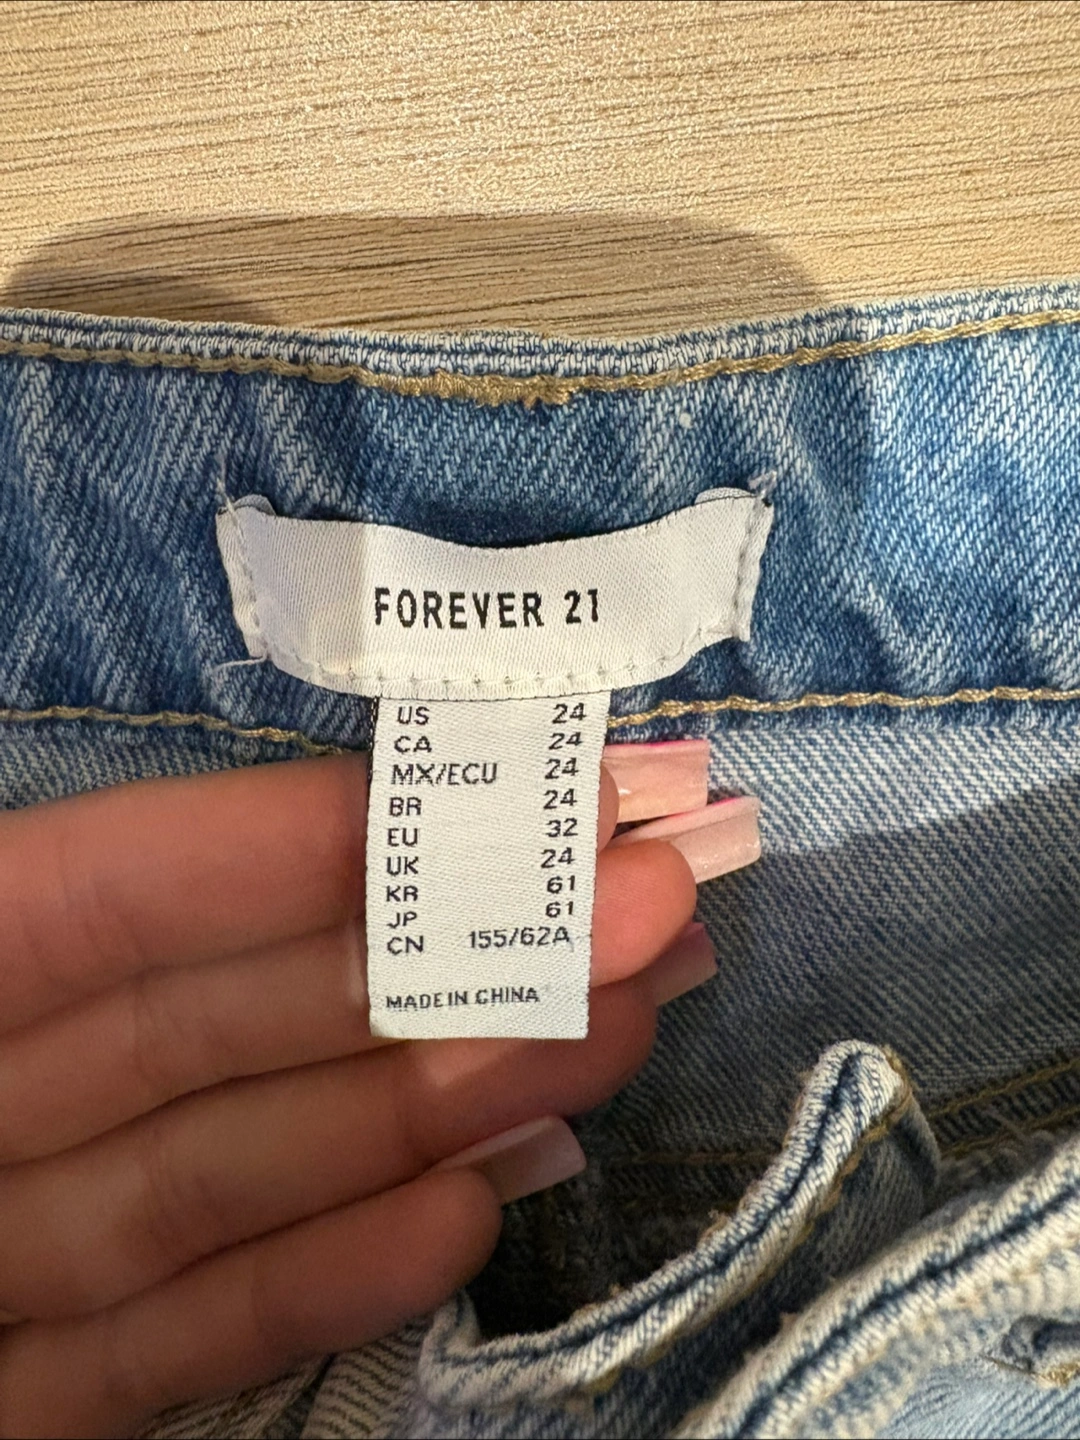 FOREVER 21
US 24
CA 24
MX/ECU 24
BR 24
EU 32
UK 24
KR 61
JP 61
CN 155/62A
MADE IN CHINA